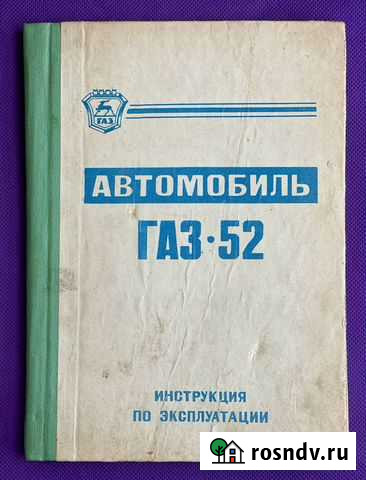 ГАЗ
АВТОМОБИЛЬ
ГАЗ·52
ИНСТРУКЦИЯ
ПО ЭКСПЛУАТАЦИИ
rosndv.ru